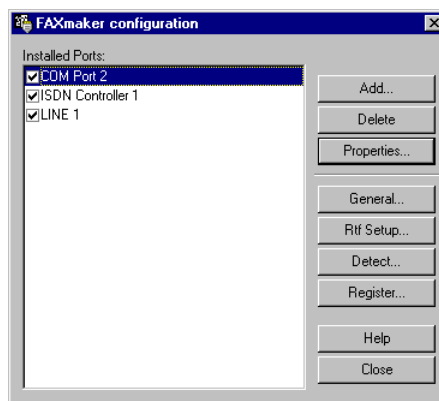 FAXmaker configuration
Installed Ports:
COM Port 2
ISDN Controller 1
LINE 1
Add...
Delete
Properties...
General...
Rtf Setup...
Detect...
Register...
Help
Close